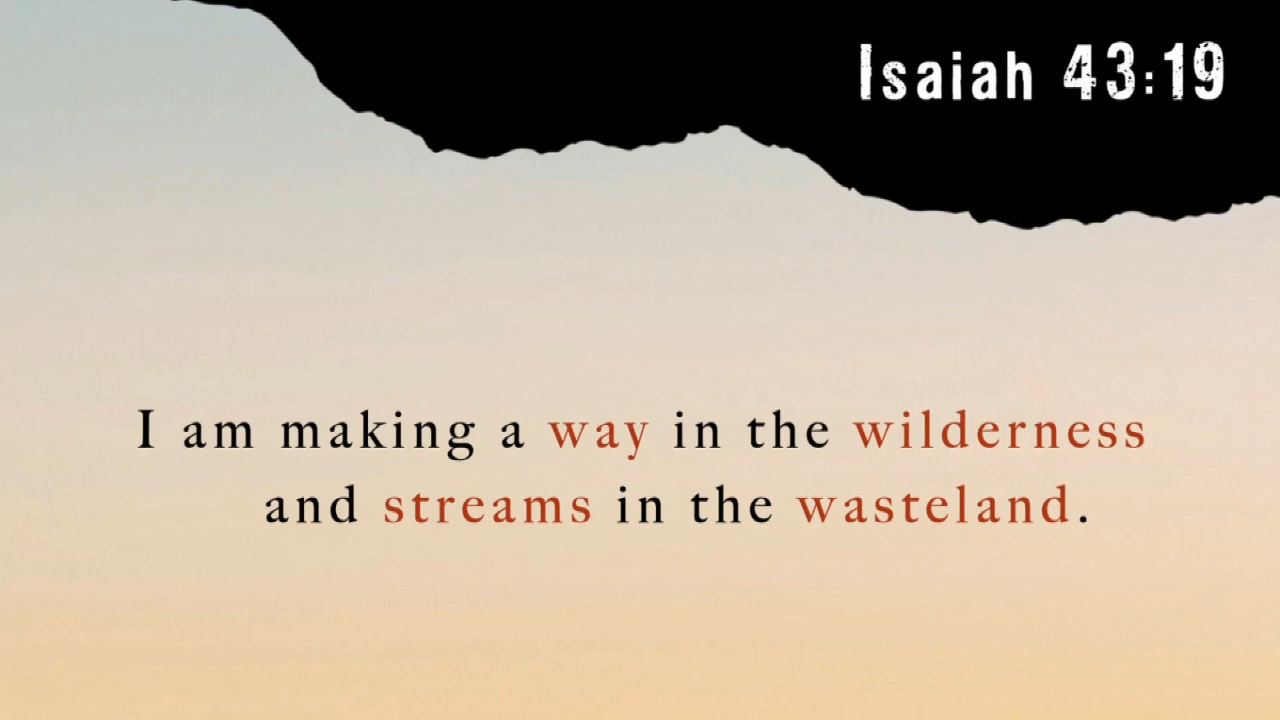 Isaiah 43:19
I am making a way in the wilderness
and streams in the wasteland.